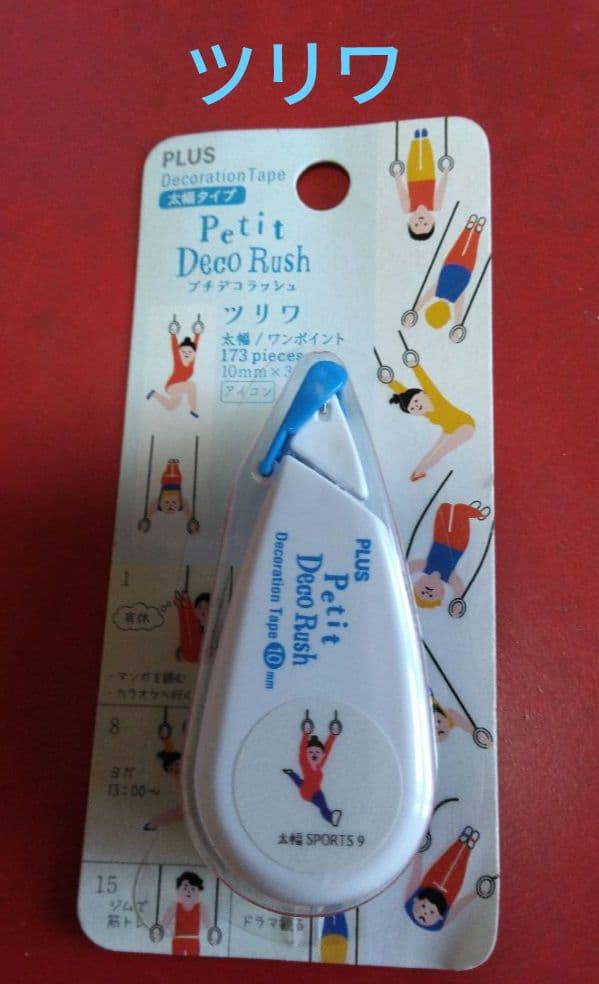 ツリワ
PLUS
Decoration Tape
太幅タイプ
Petit
Deco Rush
プチデコラッシュ
ツリワ
太幅/ワンポイント
173 pieces
10mm×3
アイコン
PLUS
Petit
Deco Rush
Decoration Tape 10mm
太幅 SPORTS 9
1
有休
・マンガを読む
・カラオケへ行く
8
ヨガ
13:00〜
15
ジムで
筋トレ
ドラマ観る